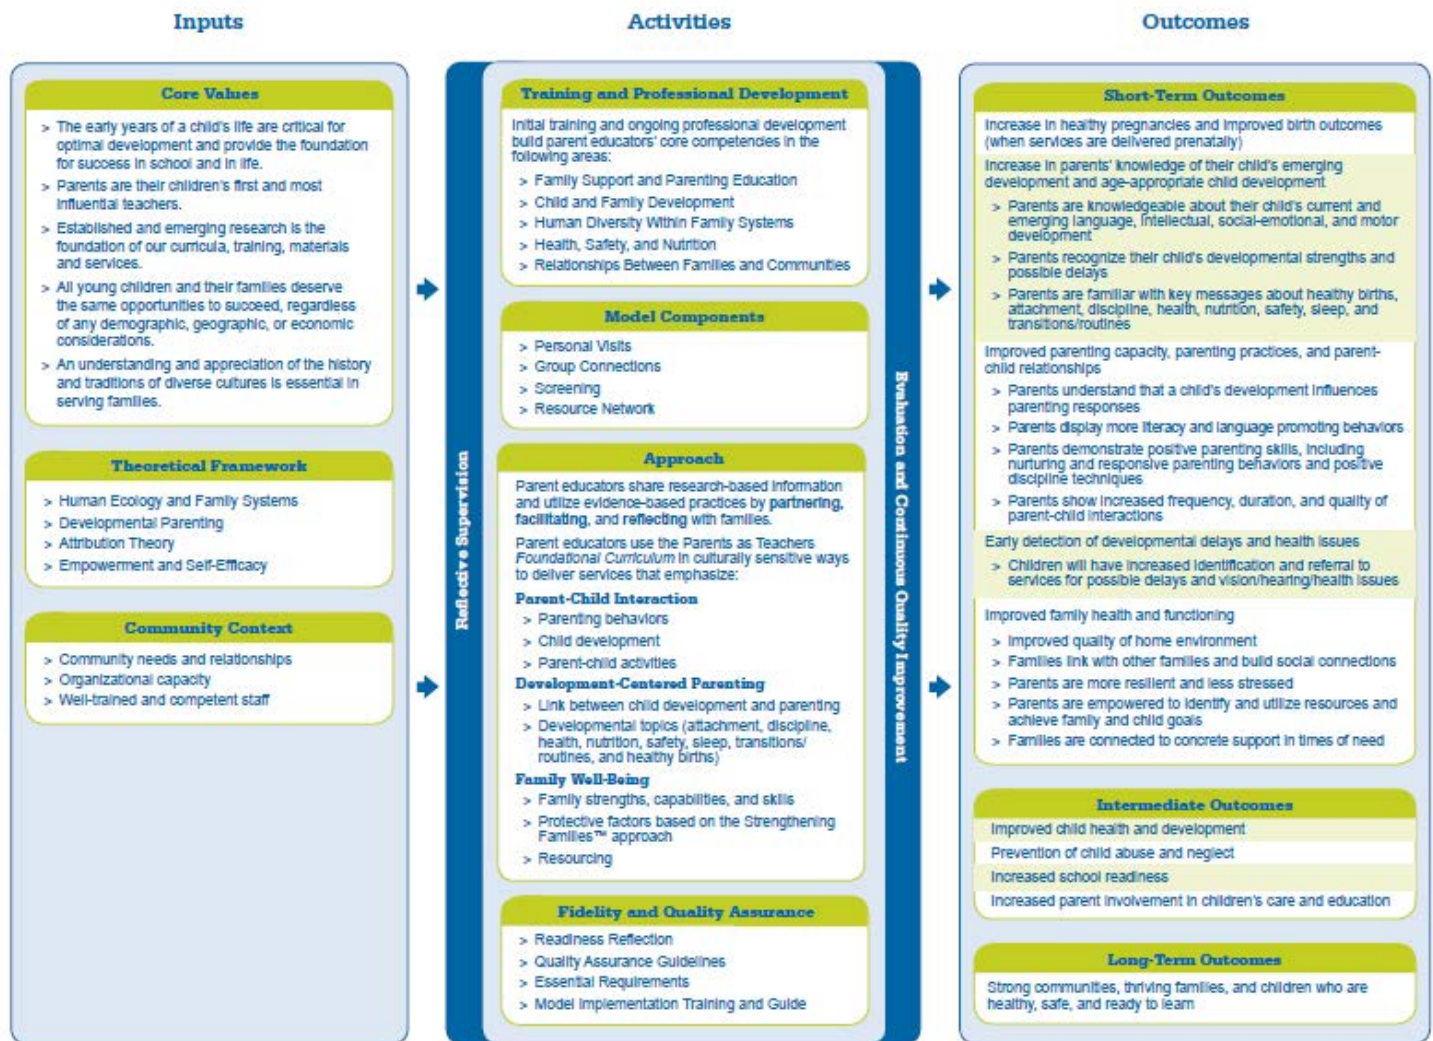 Inputs
Core Values
> The early years of a child's life are critical for
optimal development and provide the foundation
for success in school and in life.
> Parents are their children's first and most
influential teachers.
> Established and emerging research is the
foundation of our curricula, training, materials
and services.
> All young children and their families deserve
the same opportunities to succeed, regardless
of any demographic, geographic, or economic
considerations.
> An understanding and appreciation of the history
and traditions of diverse cultures is essential in
serving families.
Theoretical Framework
> Human Ecology and Family Systems
> Developmental Parenting
> Attribution Theory
> Empowerment and Self-Efficacy
Community Context
> Community needs and relationships
> Organizational capacity
> Well-trained and competent staff
Reflective Supervision
Activities
Training and Professional Development
Initial training and ongoing professional development
build parent educators' core competencies in the
following areas:
> Family Support and Parenting Education
> Child and Family Development
> Human Diversity Within Family Systems
> Health, Safety, and Nutrition
> Relationships Between Families and Communities
Model Components
> Personal Visits
> Group Connections
> Screening
> Resource Network
Approach
Parent educators share research-based information
and utilize evidence-based practices by partnering,
facilitating, and reflecting with families.
Parent educators use the Parents as Teachers
Foundational Curriculum in culturally sensitive ways
to deliver services that emphasize:
Parent-Child Interaction
> Parenting behaviors
> Child development
> Parent-child activities
Development-Centered Parenting
> Link between child development and parenting
> Developmental topics (attachment, discipline,
health, nutrition, safety, sleep, transitions/
routines, and healthy births)
Family Well-Being
> Family strengths, capabilities, and skills
> Protective factors based on the Strengthening
Families™ approach
> Resourcing
Fidelity and Quality Assurance
> Readiness Reflection
> Quality Assurance Guidelines
> Essential Requirements
> Model Implementation Training and Guide
Evaluation and Continuous Quality Improvement
Outcomes
Short-Term Outcomes
Increase in healthy pregnancies and improved birth outcomes
(when services are delivered prenatally)
Increase in parents' knowledge of their child's emerging
development and age-appropriate child development
> Parents are knowledgeable about their child's current and
emerging language, intellectual, social-emotional, and motor
development
> Parents recognize their child's developmental strengths and
possible delays
> Parents are familiar with key messages about healthy births,
attachment, discipline, health, nutrition, safety, sleep, and
transitions/routines
Improved parenting capacity, parenting practices, and parent-
child relationships
> Parents understand that a child's development influences
parenting responses
> Parents display more literacy and language promoting behaviors
> Parents demonstrate positive parenting skills, including
nurturing and responsive parenting behaviors and positive
discipline techniques
> Parents show increased frequency, duration, and quality of
parent-child interactions
Early detection of developmental delays and health issues
> Children will have increased identification and referral to
services for possible delays and vision/hearing/health issues
Improved family health and functioning
> Improved quality of home environment
> Families link with other families and build social connections
> Parents are more resilient and less stressed
> Parents are empowered to identify and utilize resources and
achieve family and child goals
> Families are connected to concrete support in times of need
Intermediate Outcomes
Improved child health and development
Prevention of child abuse and neglect
Increased school readiness
Increased parent involvement in children's care and education
Long-Term Outcomes
Strong communities, thriving families, and children who are
healthy, safe, and ready to learn